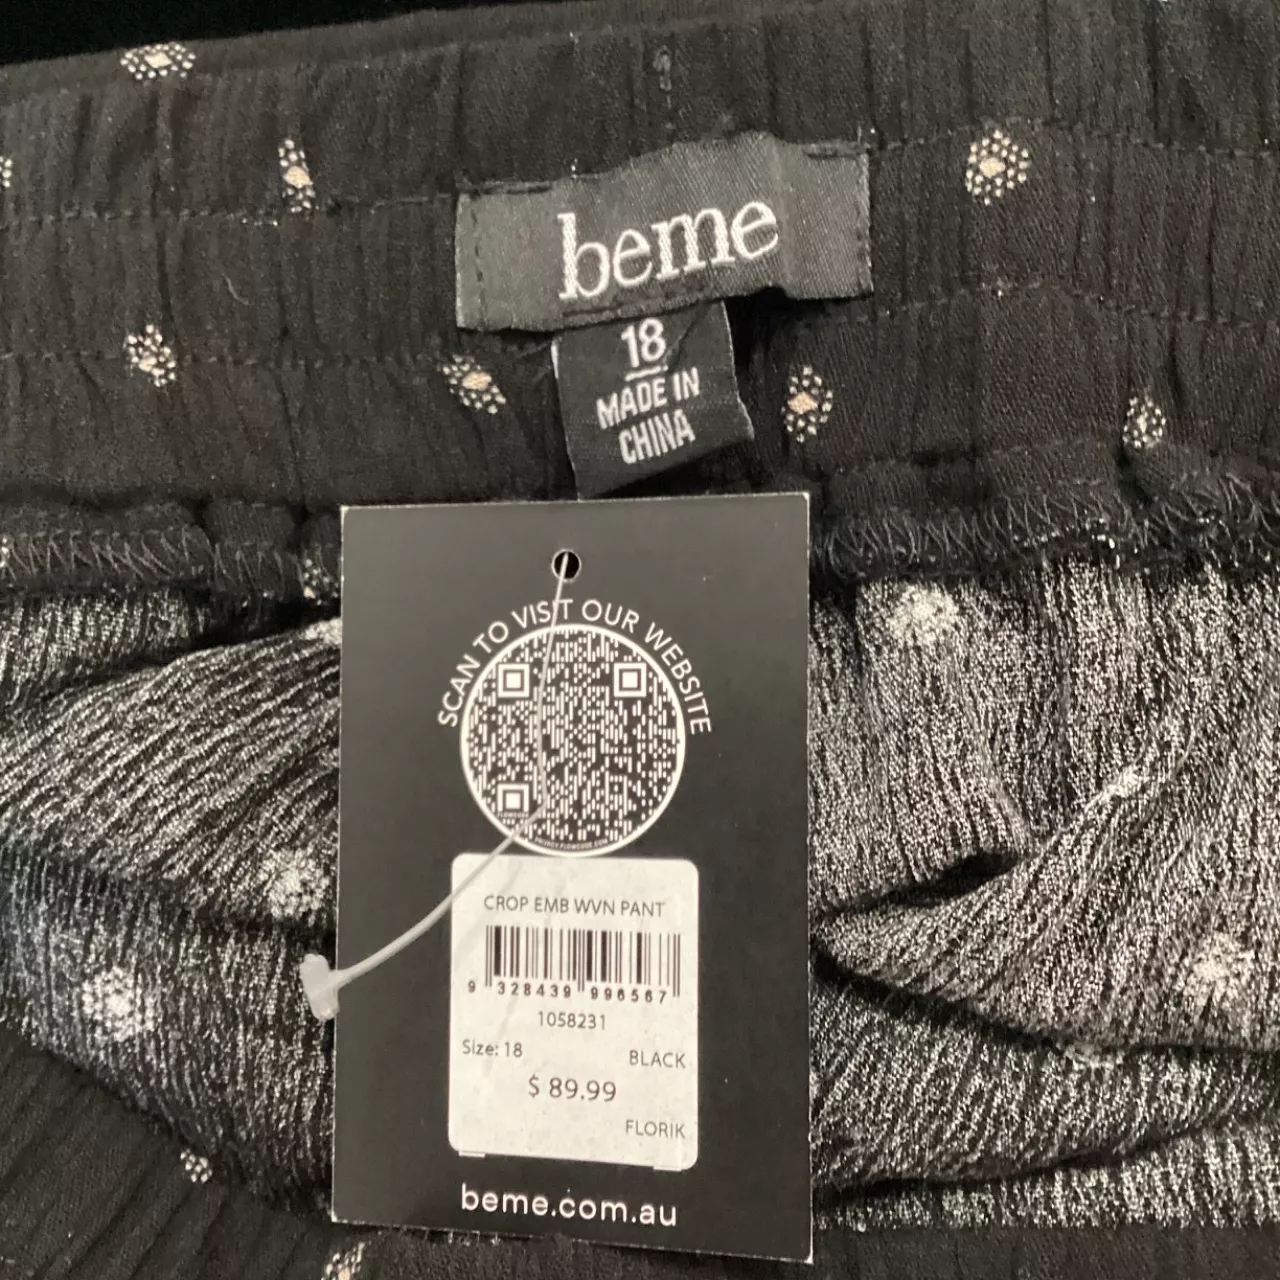 beme
18
MADE IN
CHINA
SCAN TO VISIT OUR WEBSITE
CROP EMB WVN PANT
9 328439 996567
1058231
Size: 18
BLACK
$ 89.99
FLORIK
beme.com.au